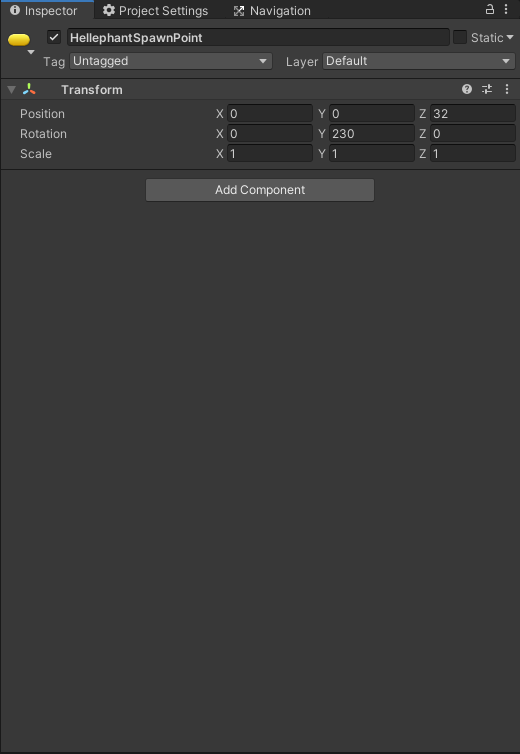 Inspector Project Settings Navigation
HellephantSpawnPoint Static
Tag Untagged Layer Default
Transform
Position X 0 Y 0 Z 32
Rotation X 0 Y 230 Z 0
Scale X 1 Y 1 Z 1
Add Component